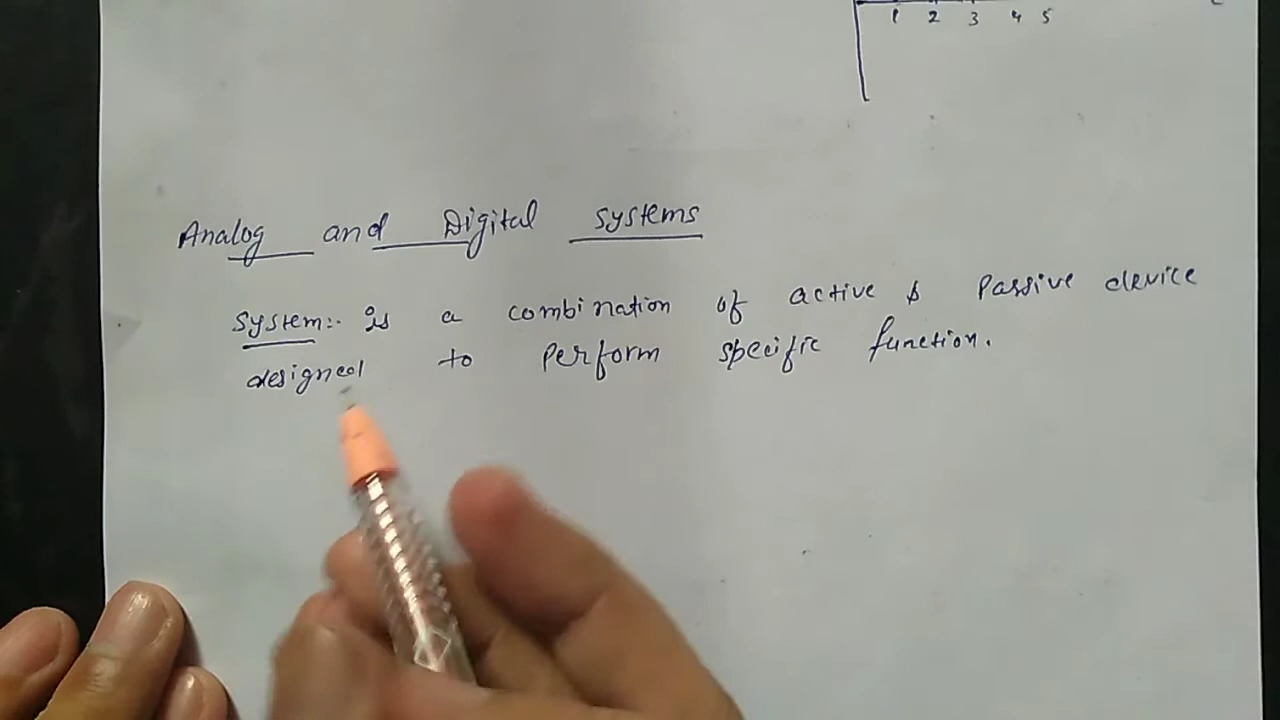 1 2 3 4 5
Analog and Digital systems
System:- is a combination of active & Passive device
designed to Perform specific function.